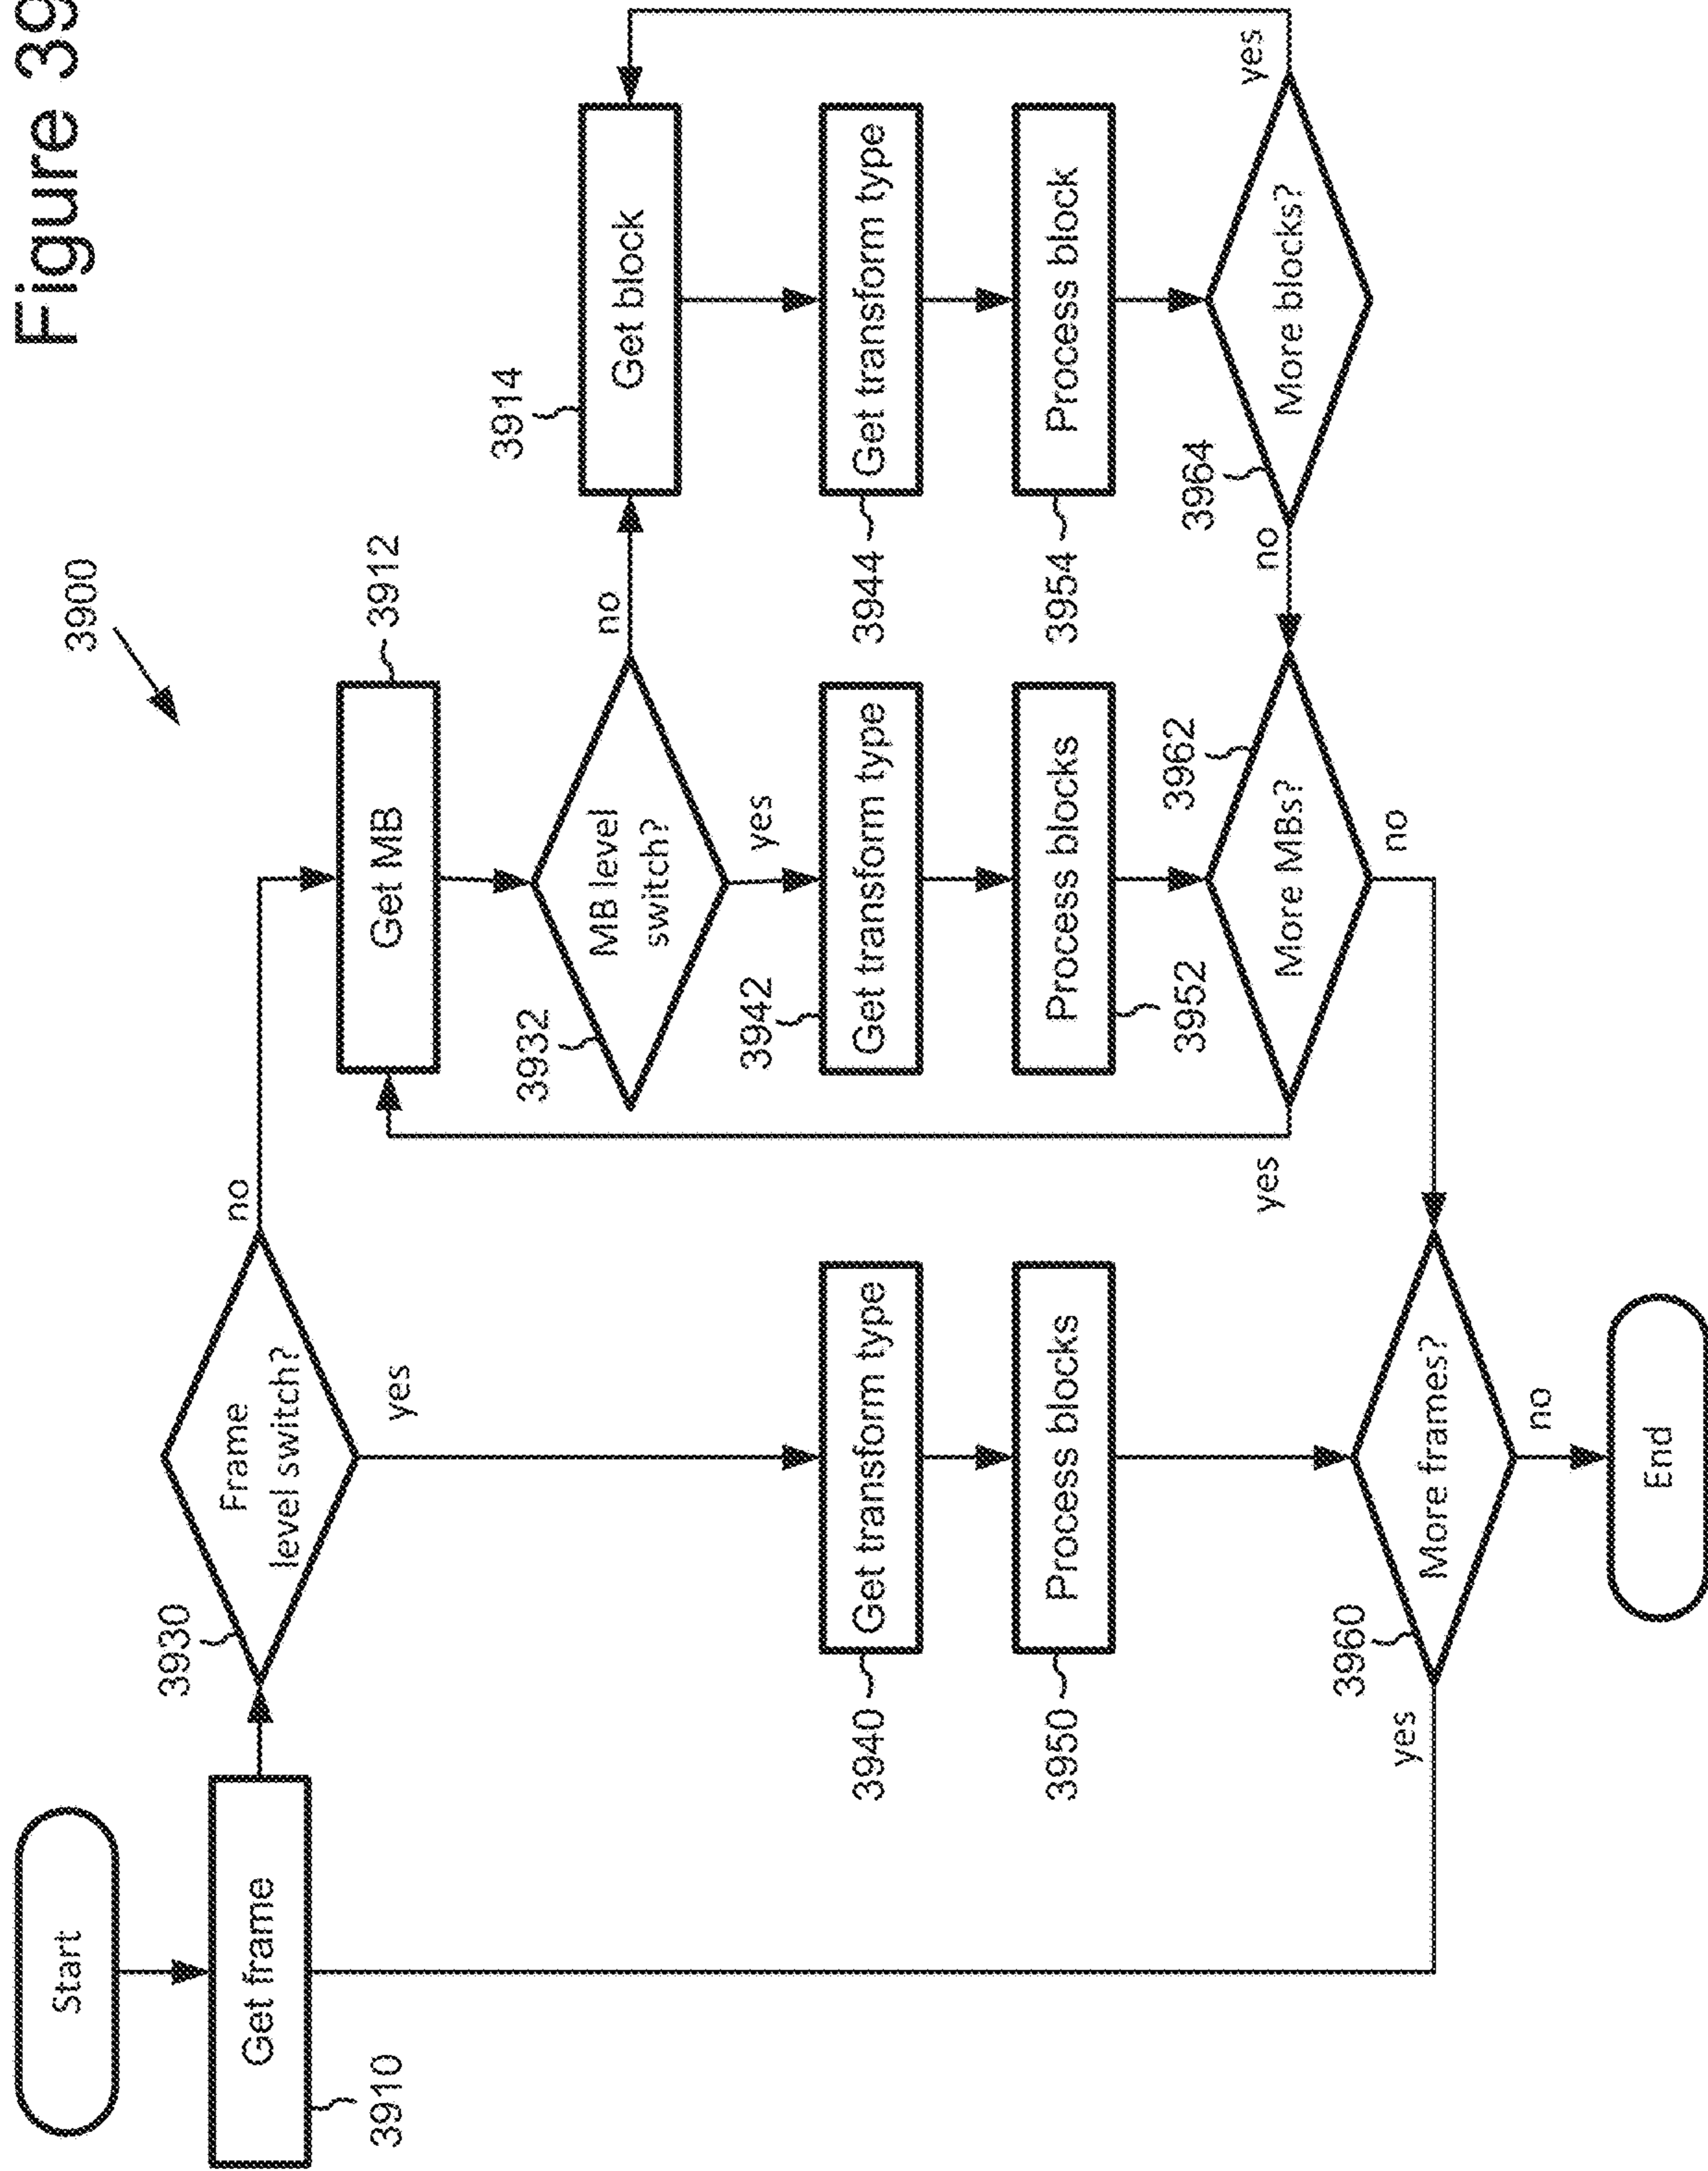 Figure 39
3900
Start
Get frame
3910
Frame
level switch?
3930
no
yes
Get MB
3912
MB level
switch?
3932
no
yes
Get block
3914
Get transform type
3940
Get transform type
3942
Get transform type
3944
Process blocks
3950
Process blocks
3952
Process block
3954
More blocks?
3964
yes
no
More MBs?
3962
yes
no
More frames?
3960
yes
no
End